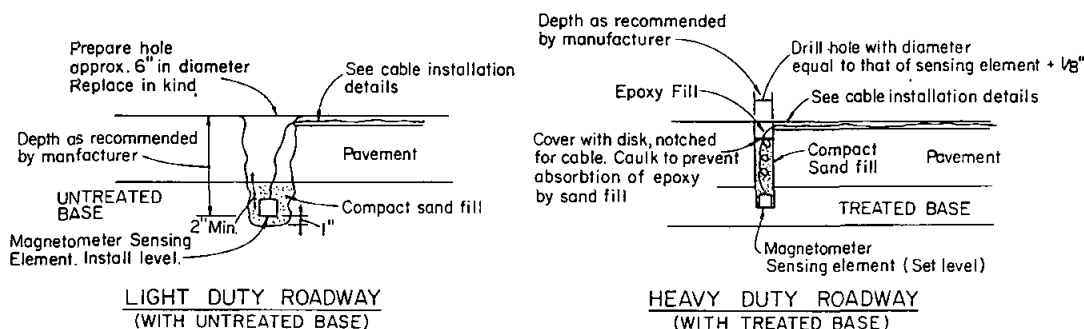 Prepare hole
approx. 6" in diameter
Replace in kind
See cable installation
details
Depth as recommended
by manfacturer
Pavement
UNTREATED
BASE
2" Min.
Compact sand fill
1"
Magnetometer Sensing
Element. Install level.
LIGHT DUTY ROADWAY
(WITH UNTREATED BASE)
Depth as recommended
by manufacturer
Drill hole with diameter
equal to that of sensing element + 1/8"
Epoxy Fill
See cable installation details
Cover with disk, notched
for cable. Caulk to prevent
absorbtion of epoxy
by sand fill
Compact
Sand fill
Pavement
TREATED BASE
Magnetometer
Sensing element (Set level)
HEAVY DUTY ROADWAY
(WITH TREATED BASE)